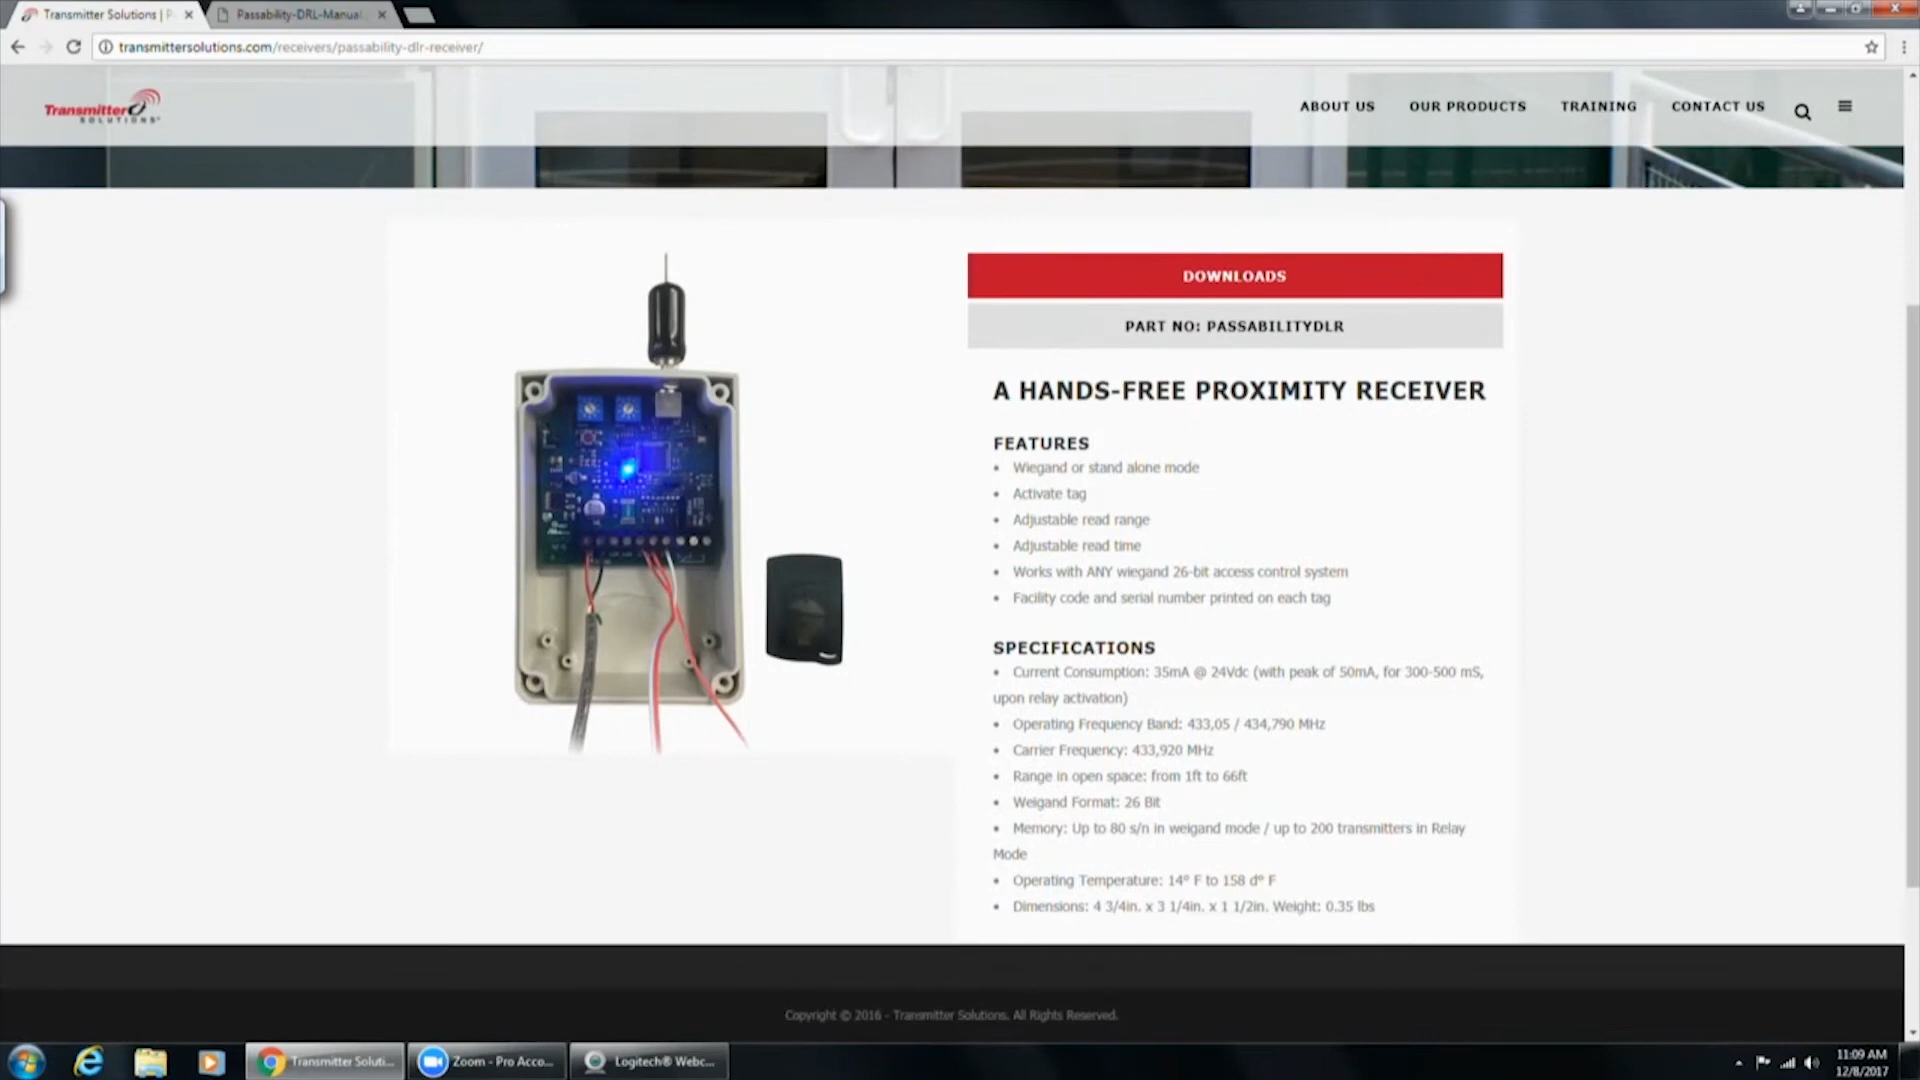 Transmitter Solutions | P
Passability-DRL-Manual
transmittersolutions.com/receivers/passability-dlr-receiver/
Transmitter
SOLUTIONS
ABOUT US
OUR PRODUCTS
TRAINING
CONTACT US
DOWNLOADS
PART NO: PASSABILITYDLR
A HANDS-FREE PROXIMITY RECEIVER
FEATURES
• Wiegand or stand alone mode
• Activate tag
• Adjustable read range
• Adjustable read time
• Works with ANY wiegand 26-bit access control system
• Facility code and serial number printed on each tag
SPECIFICATIONS
• Current Consumption: 35mA @ 24Vdc (with peak of 50mA, for 300-500 mS,
upon relay activation)
• Operating Frequency Band: 433,05 / 434,790 MHz
• Carrier Frequency: 433,920 MHz
• Range in open space: from 1ft to 66ft
• Weigand Format: 26 Bit
• Memory: Up to 80 s/n in weigand mode / up to 200 transmitters in Relay
Mode
• Operating Temperature: 14° F to 158 d° F
• Dimensions: 4 3/4in. x 3 1/4in. x 1 1/2in. Weight: 0.35 lbs
Copyright © 2016 - Transmitter Solutions. All Rights Reserved.
Transmitter Soluti...
Zoom - Pro Acco...
Logitech® Webc...
11:09 AM
12/8/2017